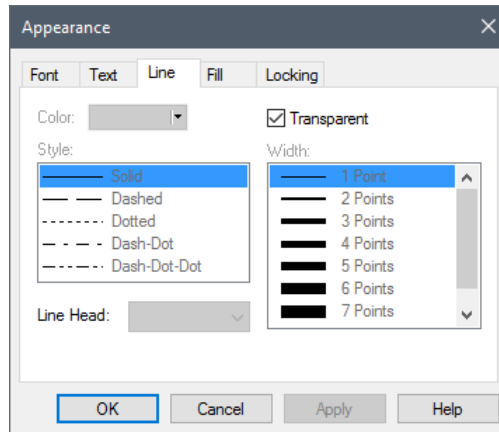 Appearance
Font Text Line Fill Locking
Color:
Transparent
Style:
Solid
Dashed
Dotted
Dash-Dot
Dash-Dot-Dot
Line Head:
Width:
1 Point
2 Points
3 Points
4 Points
5 Points
6 Points
7 Points
OK Cancel Apply Help